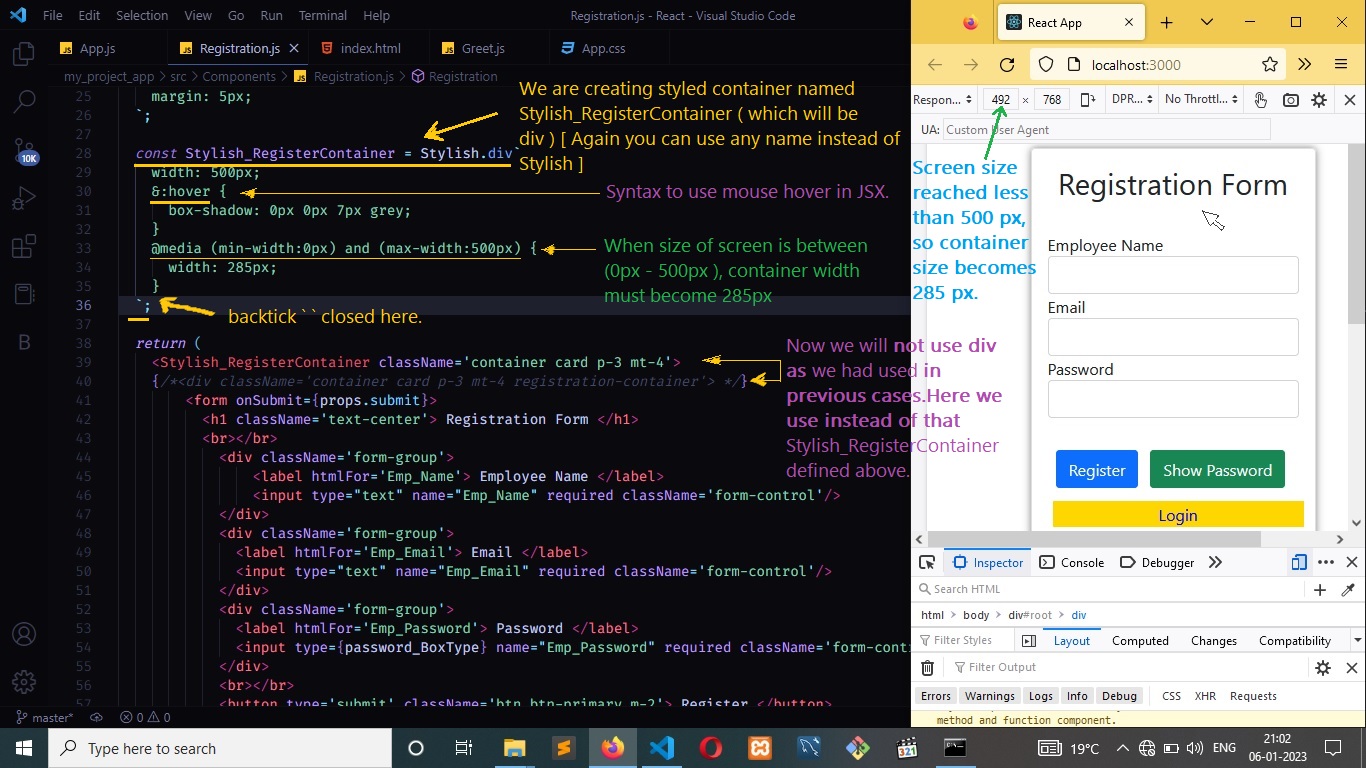 File Edit Selection View Go Run Terminal Help Registration.js - React - Visual Studio Code
App.js Registration.js index.html Greet.js App.css
my_project_app > src > Components > Registration.js > Registration
25 margin: 5px;
26 `;
27
28 const Stylish_RegisterContainer = Stylish.div`
29 width: 500px;
30 &:hover {
31 box-shadow: 0px 0px 7px grey;
32 }
33 @media (min-width:0px) and (max-width:500px) {
34 width: 285px;
35 }
36 `;
37
38 return (
39 <Stylish_RegisterContainer className='container card p-3 mt-4'>
40 {/*<div className='container card p-3 mt-4 registration-container'> */}
41 <form onSubmit={props.submit}>
42 <h1 className='text-center'> Registration Form </h1>
43 <br></br>
44 <div className='form-group'>
45 <label htmlFor='Emp_Name'> Employee Name </label>
46 <input type="text" name="Emp_Name" required className='form-control'/>
47 </div>
48 <div className='form-group'>
49 <label htmlFor='Emp_Email'> Email </label>
50 <input type="text" name="Emp_Email" required className='form-control'/>
51 </div>
52 <div className='form-group'>
53 <label htmlFor='Emp_Password'> Password </label>
54 <input type={password_BoxType} name="Emp_Password" required className='form-cont
55 </div>
56 <br></br>
57 <button type='submit' className='btn btn-primary m-2'> Register </button>
We are creating styled container named
Stylish_RegisterContainer ( which will be
div ) [ Again you can use any name instead of
Stylish ]
Syntax to use mouse hover in JSX.
When size of screen is between
(0px - 500px ), container width
must become 285px
backtick ` ` closed here.
Now we will not use div
as we had used in
previous cases.Here we
use instead of that
Stylish_RegisterContainer
defined above.
10K
B
master* 0 0
React App
localhost:3000
Respon... 492 × 768 DPR... No Throttl...
UA: Custom User Agent
Screen size
reached less
than 500 px,
so container
size becomes
285 px.
Registration Form
Employee Name
Email
Password
Register Show Password
Login
Inspector Console Debugger
Search HTML
html > body > div#root > div
Filter Styles Layout Computed Changes Compatibility
Filter Output
Errors Warnings Logs Info Debug CSS XHR Requests
method and function component.
Type here to search
321
19°C ENG 21:02
06-01-2023